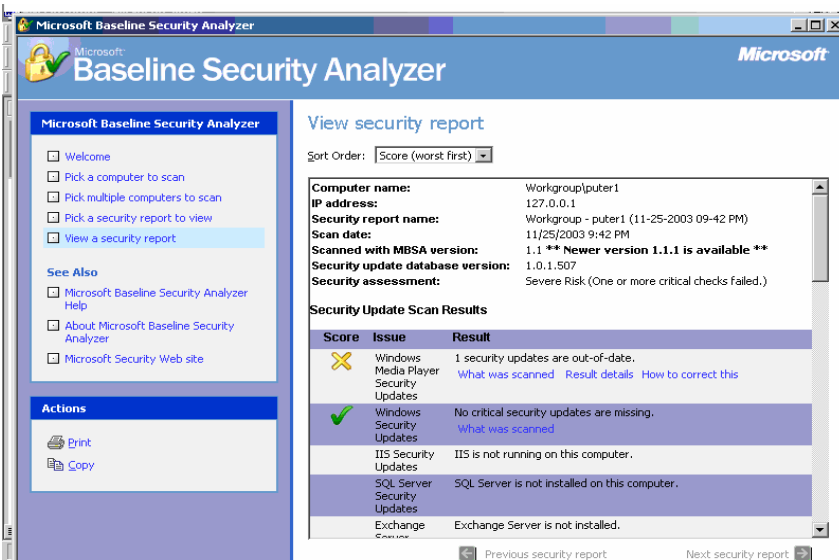 Microsoft Baseline Security Analyzer
Microsoft
Baseline Security Analyzer
Microsoft
Microsoft Baseline Security Analyzer
Welcome
Pick a computer to scan
Pick multiple computers to scan
Pick a security report to view
View a security report
See Also
Microsoft Baseline Security Analyzer
Help
About Microsoft Baseline Security
Analyzer
Microsoft Security Web site
Actions
Print
Copy
View security report
Sort Order: Score (worst first)
Computer name: Workgroup\puter1
IP address: 127.0.0.1
Security report name: Workgroup - puter1 (11-25-2003 09-42 PM)
Scan date: 11/25/2003 9:42 PM
Scanned with MBSA version: 1.1 ** Newer version 1.1.1 is available **
Security update database version: 1.0.1.507
Security assessment: Severe Risk (One or more critical checks failed.)
Security Update Scan Results
Score Issue Result
Windows Media Player Security Updates
1 security updates are out-of-date.
What was scanned Result details How to correct this
Windows Security Updates
No critical security updates are missing.
What was scanned
IIS Security Updates
IIS is not running on this computer.
SQL Server Security Updates
SQL Server is not installed on this computer.
Exchange Server
Exchange Server is not installed.
Previous security report Next security report